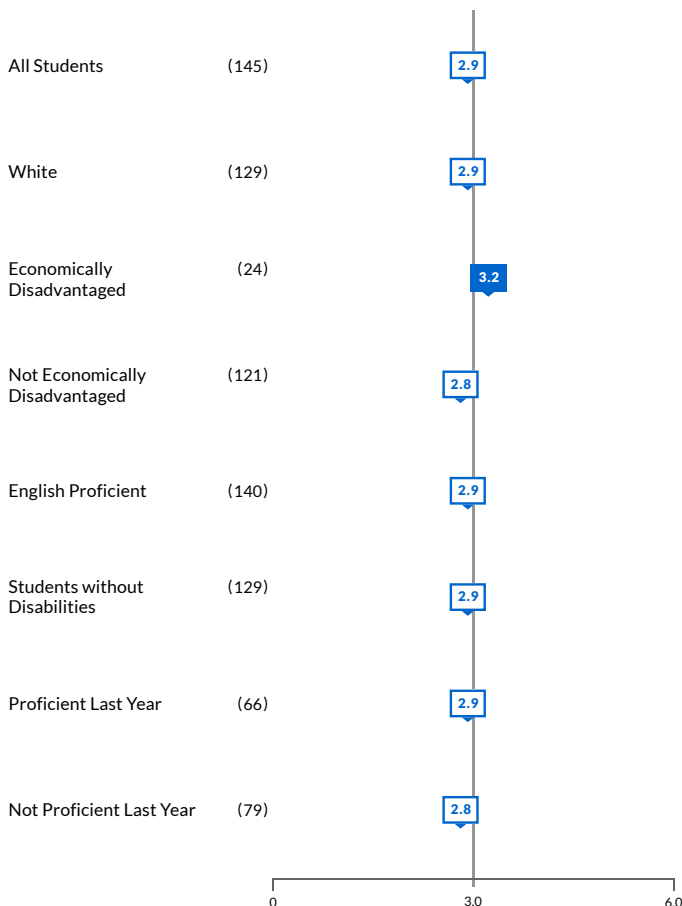 All Students (145) 2.9
White (129) 2.9
Economically (24)
Disadvantaged
3.2
Not Economically (121)
Disadvantaged
2.8
English Proficient (140) 2.9
Students without (129)
Disabilities
2.9
Proficient Last Year (66) 2.9
Not Proficient Last Year (79) 2.8
0 3.0 6.0